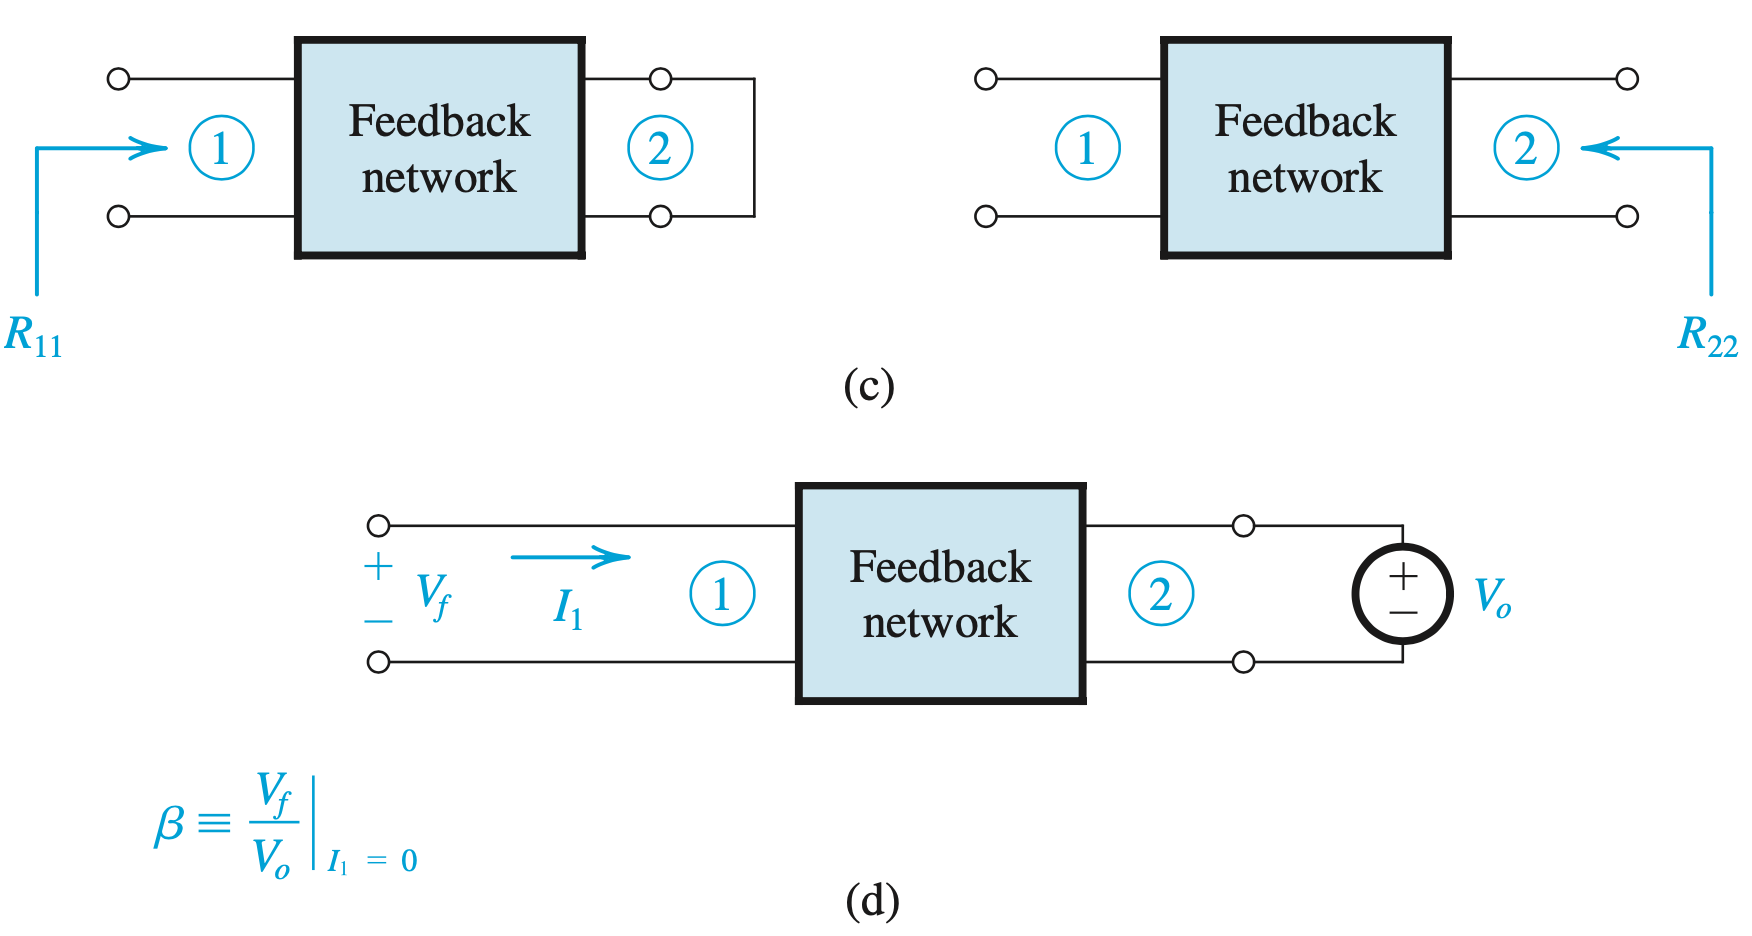 Feedback
network
1
2
R11
Feedback
network
1
2
R22
(c)
+
Vf
−
I1
1
Feedback
network
2
+
−
Vo
β ≡ Vf / Vo | I1 = 0
(d)